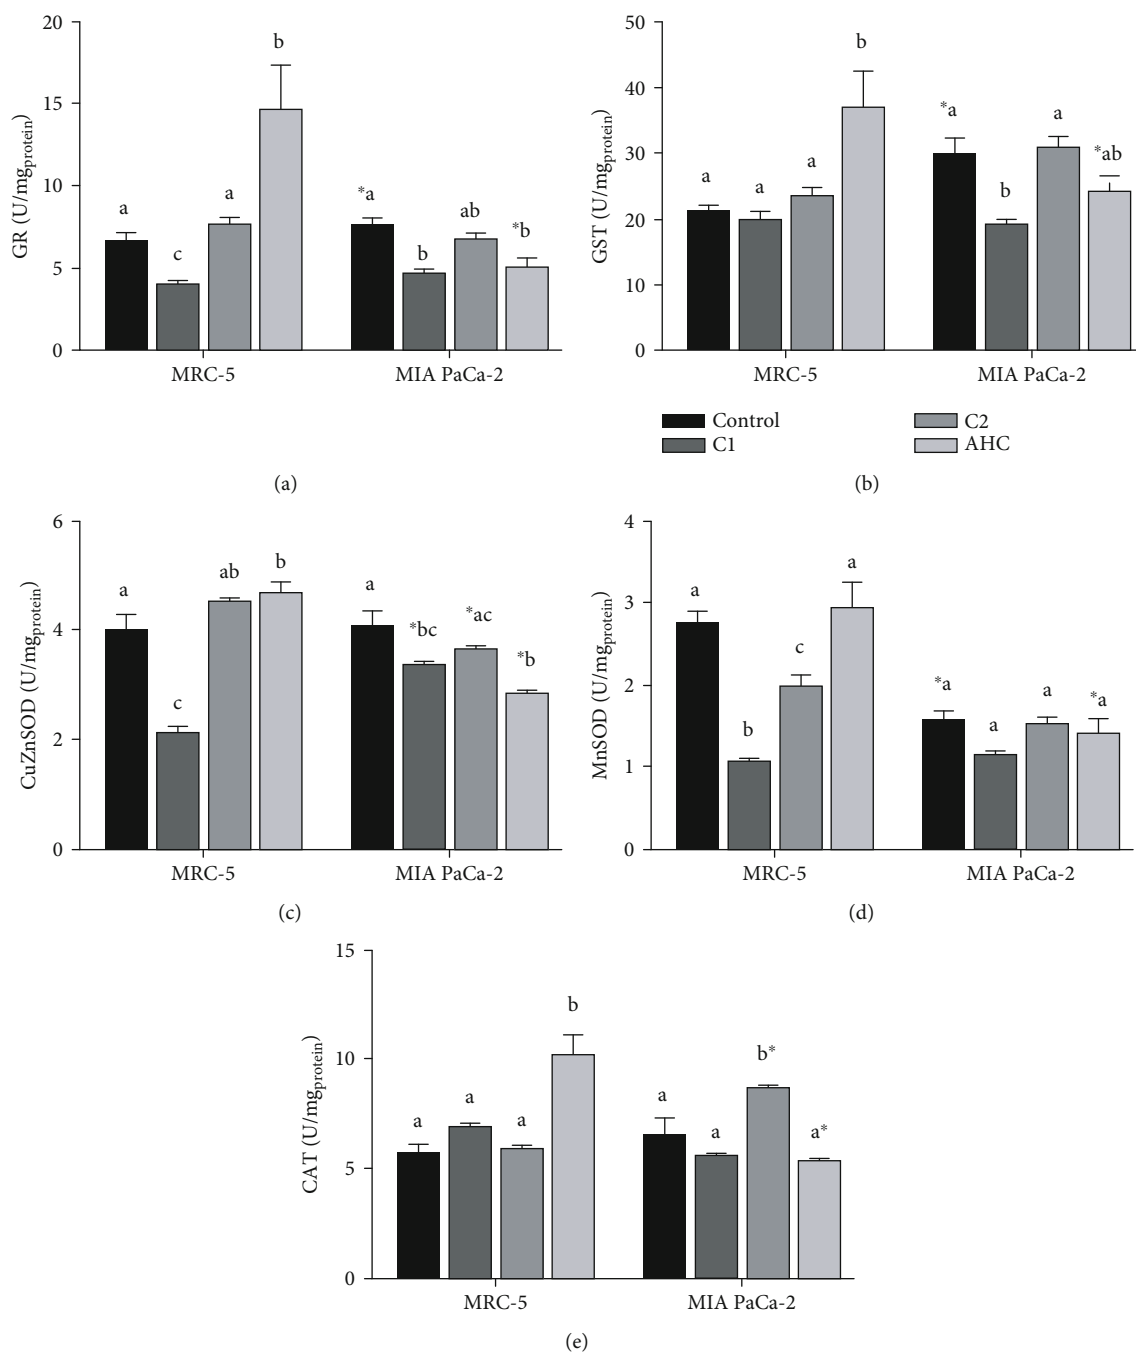 20
15
10
5
0
GR (U/mgprotein)
a
c
a
b
*a
b
ab
*b
MRC-5
MIA PaCa-2
(a)
50
40
30
20
10
0
GST (U/mgprotein)
a
a
a
b
*a
b
a
*ab
MRC-5
MIA PaCa-2
Control
C1
C2
AHC
(b)
6
4
2
0
CuZnSOD (U/mgprotein)
a
c
ab
b
a
*bc
*ac
*b
MRC-5
MIA PaCa-2
(c)
4
3
2
1
0
MnSOD (U/mgprotein)
a
b
c
a
*a
a
a
*a
MRC-5
MIA PaCa-2
(d)
15
10
5
0
CAT (U/mgprotein)
a
a
a
b
a
a
b*
a*
MRC-5
MIA PaCa-2
(e)